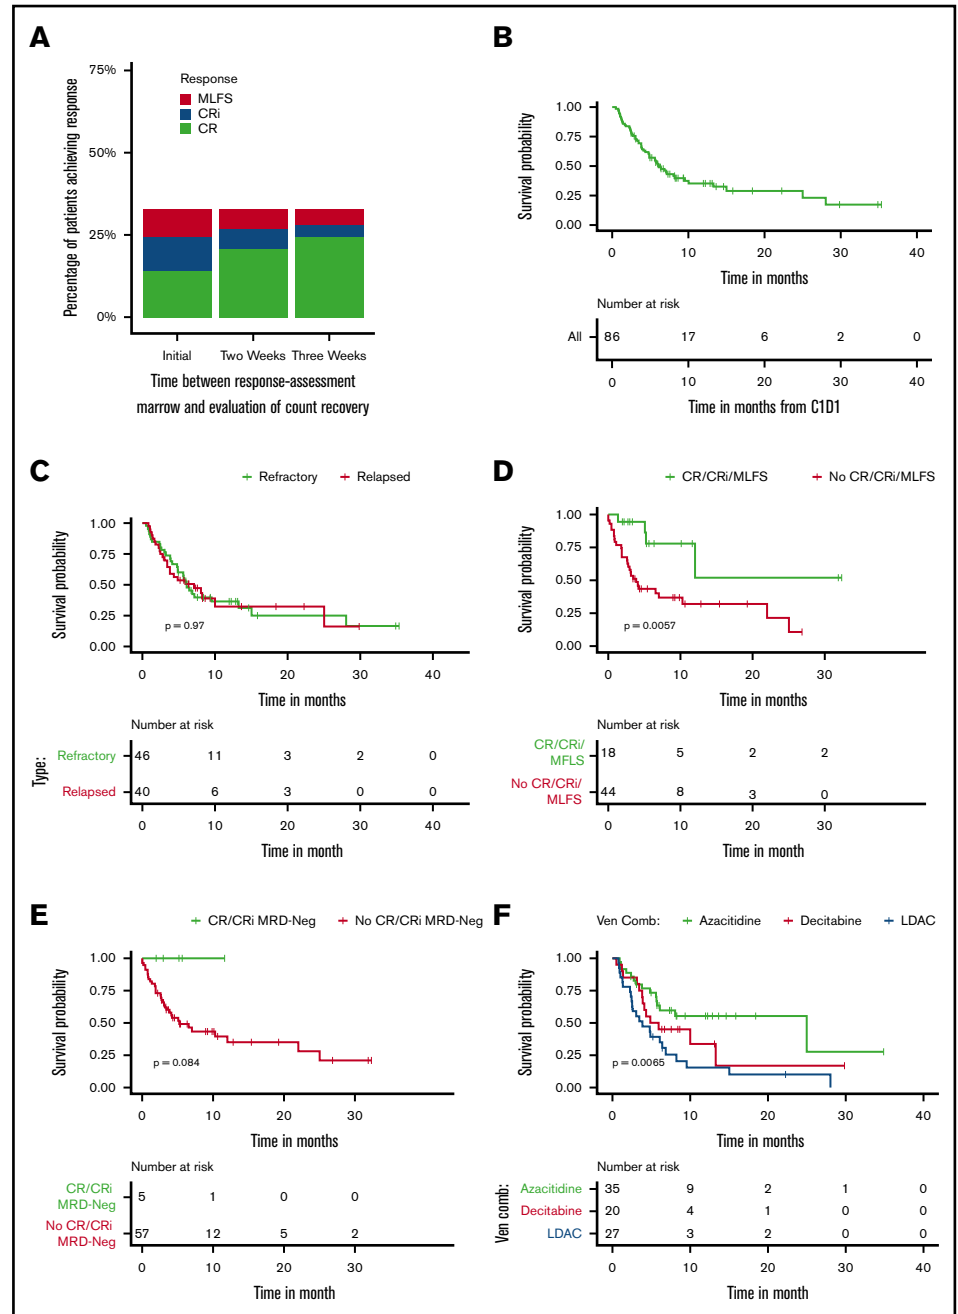 A
75%
50%
25%
0%
Percentage of patients achieving response
Response
MLFS
CRi
CR
Initial Two Weeks Three Weeks
Time between response-assessment
marrow and evaluation of count recovery
B
1.00
0.75
0.50
0.25
0.00
Survival probability
0 10 20 30 40
Time in months
Number at risk
All 86 17 6 2 0
0 10 20 30 40
Time in months from C1D1
C
Refractory Relapsed
1.00
0.75
0.50
0.25
0.00
Survival probability
p = 0.97
0 10 20 30 40
Time in months
Number at risk
Type:
Refractory 46 11 3 2 0
Relapsed 40 6 3 0 0
0 10 20 30 40
Time in month
D
CR/CRi/MLFS No CR/CRi/MLFS
1.00
0.75
0.50
0.25
0.00
Survival probability
p = 0.0057
0 10 20 30
Time in months
Number at risk
CR/CRi/
MFLS
18 5 2 2
No CR/CRi/
MLFS
44 8 3 0
0 10 20 30
Time in month
E
CR/CRi MRD-Neg No CR/CRi MRD-Neg
1.00
0.75
0.50
0.25
0.00
Survival probability
p = 0.084
0 10 20 30
Time in months
Number at risk
CR/CRi
MRD-Neg
5 1 0 0
No CR/CRi
MRD-Neg
57 12 5 2
0 10 20 30
Time in month
F
Ven Comb: Azacitidine Decitabine LDAC
1.00
0.75
0.50
0.25
0.00
Survival probability
p = 0.0065
0 10 20 30 40
Time in months
Number at risk
Ven comb:
Azacitidine 35 9 2 1 0
Decitabine 20 4 1 0 0
LDAC 27 3 2 0 0
0 10 20 30 40
Time in month